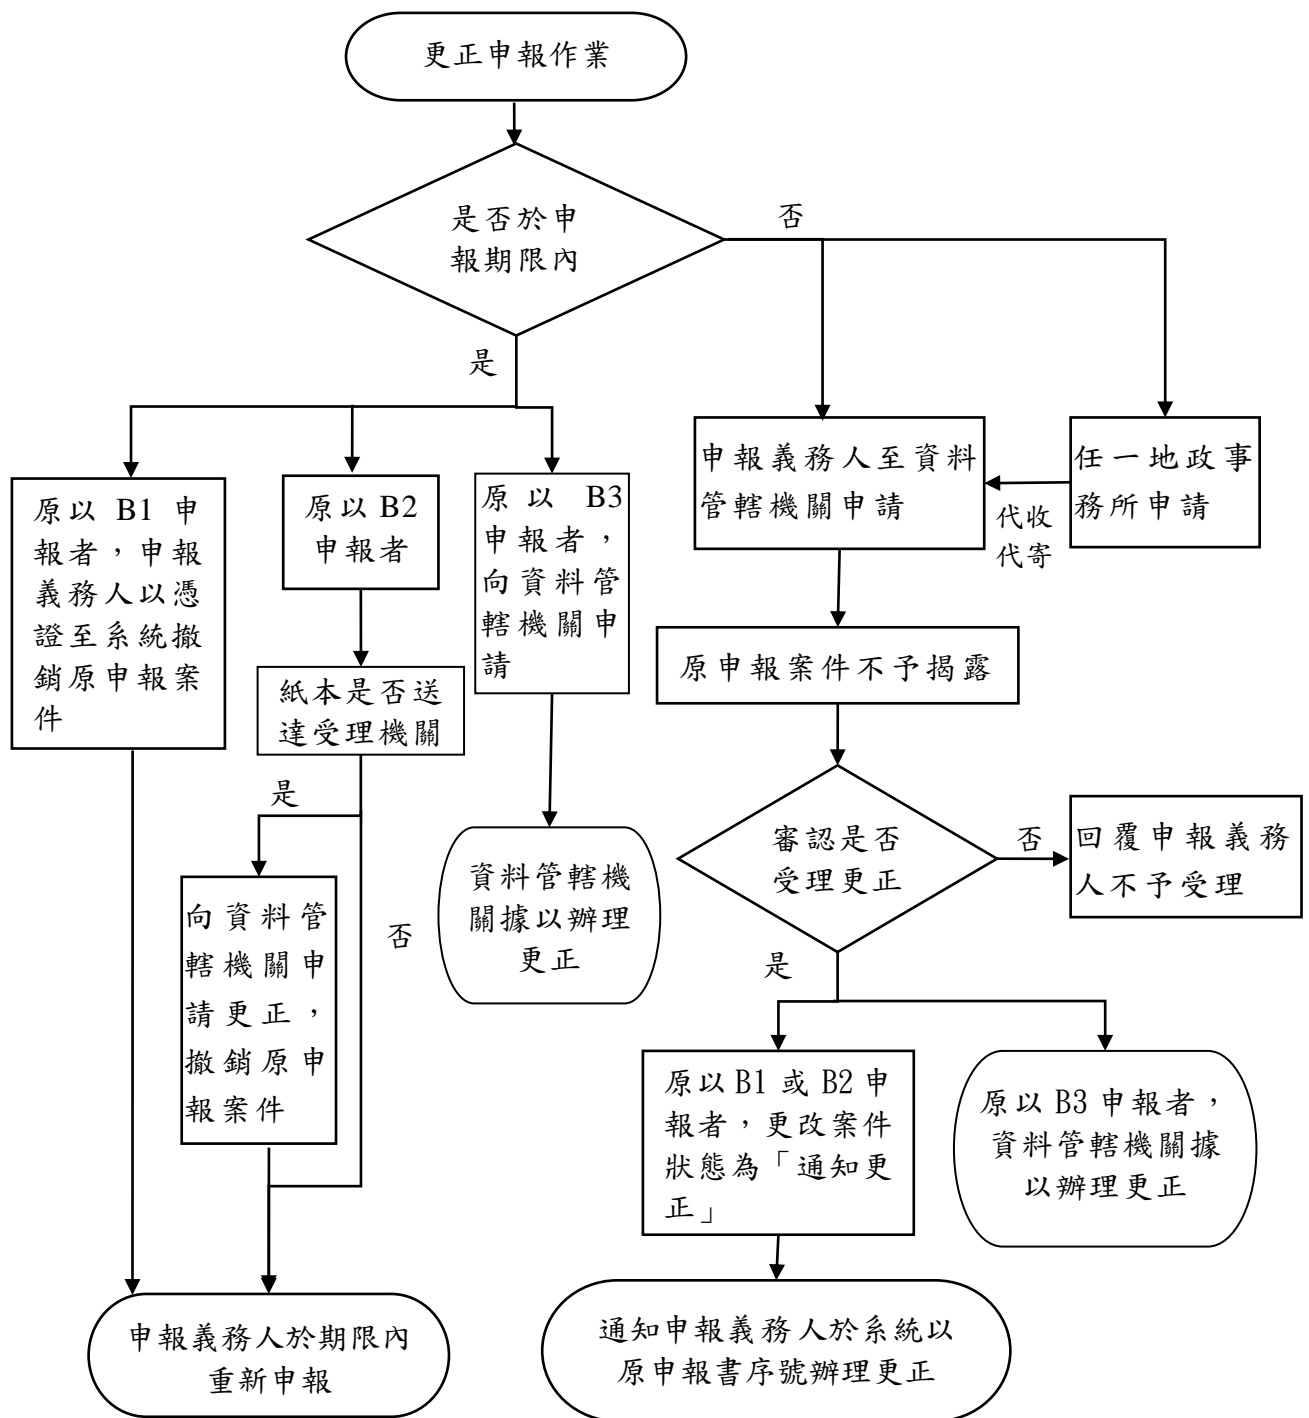 更正申報作業
是否於申
報期限內
否
是
原以 B1 申
報者，申報
義務人以憑
證至系統撤
銷原申報案
件
原以 B2
申報者
原以 B3
申報者，
向資料管
轄機關申
請
申報義務人至資料
管轄機關申請
代收
代寄
任一地政事
務所申請
紙本是否送
達受理機關
原申報案件不予揭露
是
否
向資料管
轄機關申
請更正，
撤銷原申
報案件
資料管轄機
關據以辦理
更正
審認是否
受理更正
否
回覆申報義務
人不予受理
是
原以 B1 或 B2 申
報者，更改案件
狀態為「通知更
正」
原以 B3 申報者，
資料管轄機關據
以辦理更正
申報義務人於期限內
重新申報
通知申報義務人於系統以
原申報書序號辦理更正